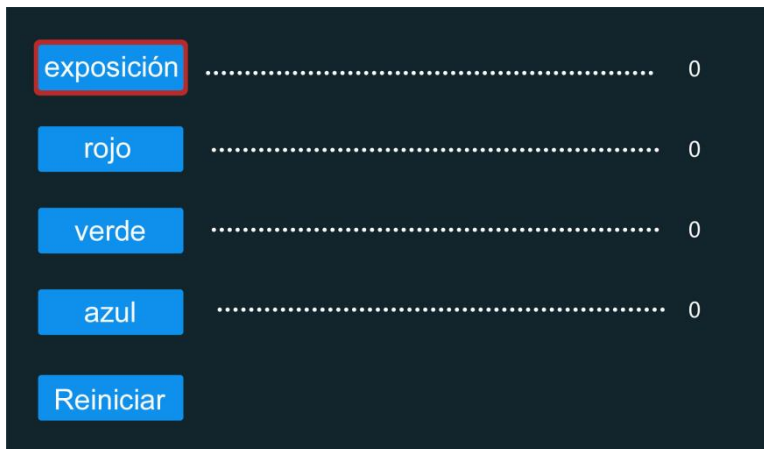 exposición ......................................................... 0
rojo ......................................................... 0
verde ......................................................... 0
azul ......................................................... 0
Reiniciar